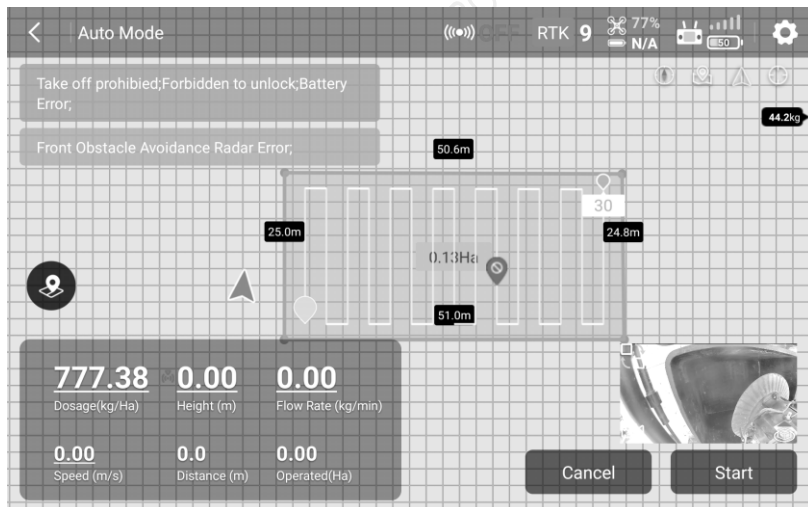 Auto Mode
OFF
RTK 9
77%
N/A
50
Take off prohibied;Forbidden to unlock;Battery
Error;
Front Obstacle Avoidance Radar Error;
44.2kg
50.6m
30
25.0m
24.8m
0.13Ha
51.0m
777.38
0.00
0.00
Dosage(kg/Ha)
Height (m)
Flow Rate (kg/min)
0.00
0.0
0.00
Speed (m/s)
Distance (m)
Operated(Ha)
Cancel
Start